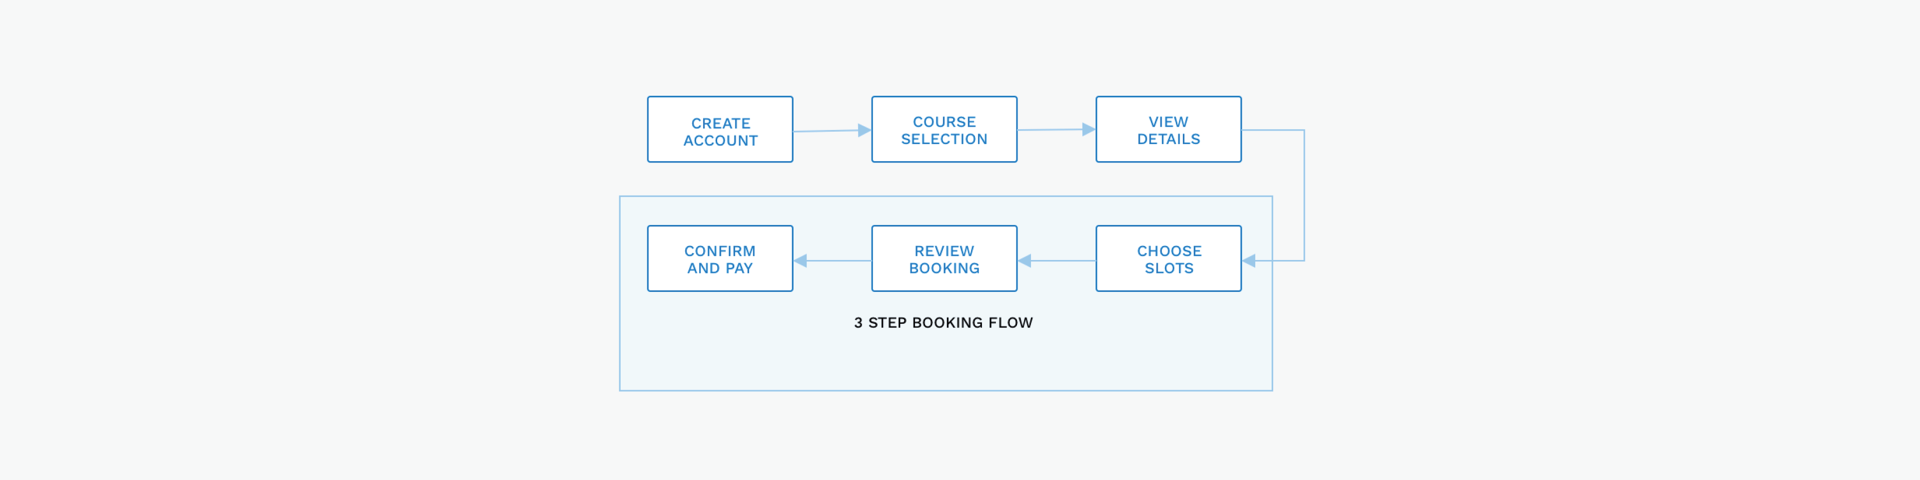 CREATE
ACCOUNT
COURSE
SELECTION
VIEW
DETAILS
CONFIRM
AND PAY
REVIEW
BOOKING
CHOOSE
SLOTS
3 STEP BOOKING FLOW